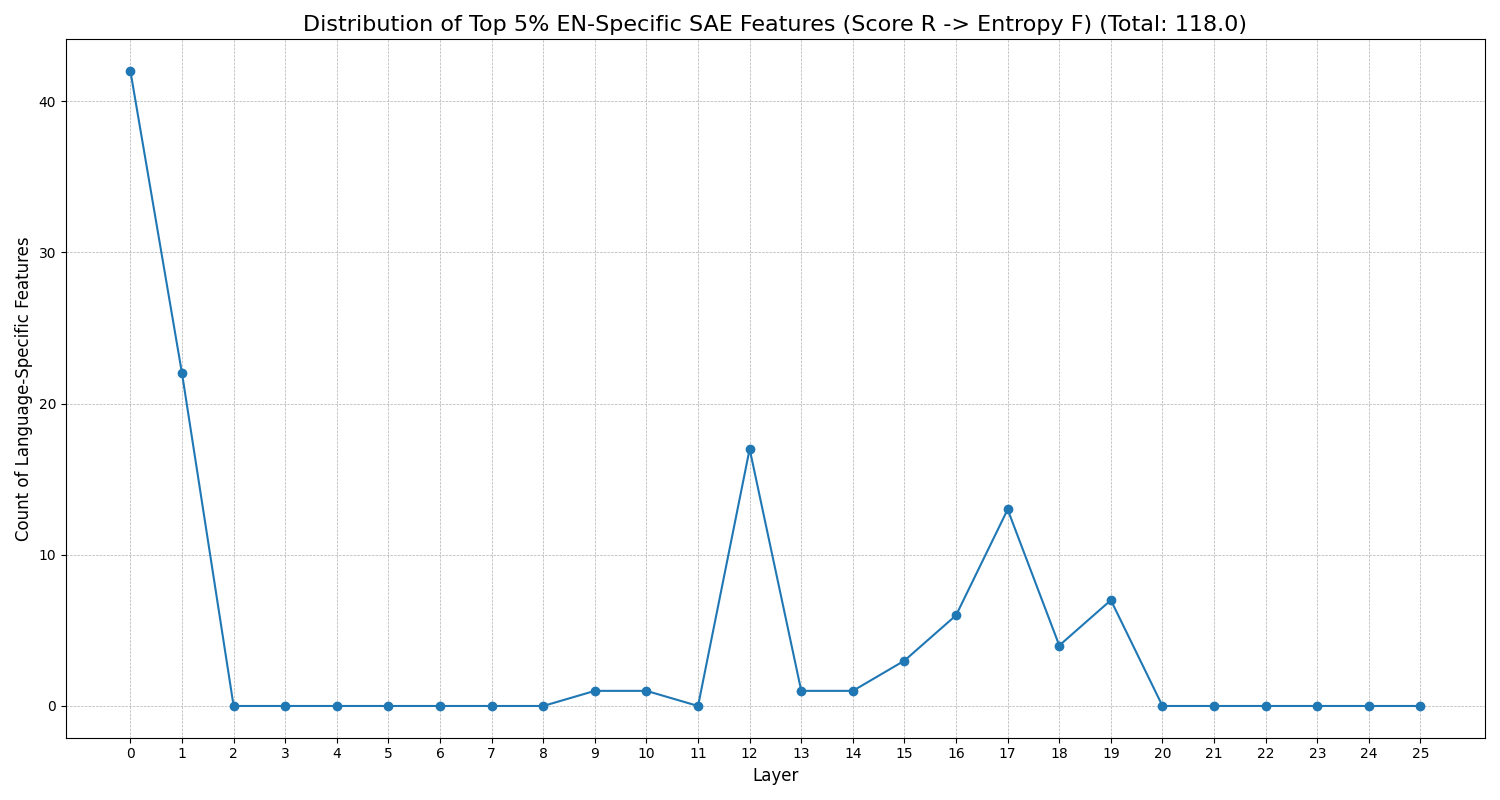 Distribution of Top 5% EN-Specific SAE Features (Score R -> Entropy F) (Total: 118.0)
Count of Language-Specific Features
40
30
20
10
0
0 1 2 3 4 5 6 7 8 9 10 11 12 13 14 15 16 17 18 19 20 21 22 23 24 25
Layer